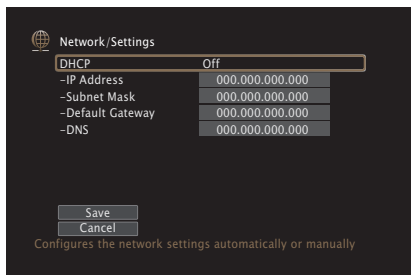 Network/Settings
DHCP Off
–IP Address 000.000.000.000
–Subnet Mask 000.000.000.000
–Default Gateway 000.000.000.000
–DNS 000.000.000.000
Save
Cancel
Configures the network settings automatically or manually